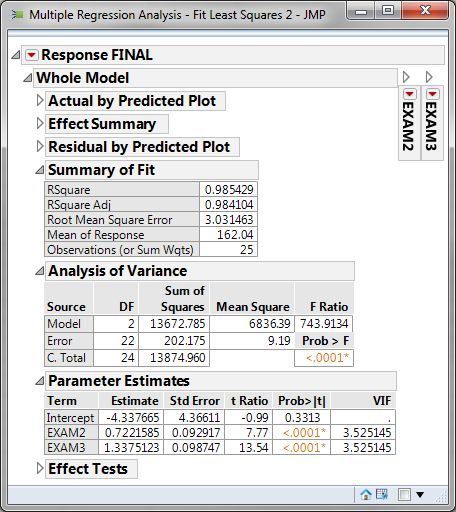 Multiple Regression Analysis - Fit Least Squares 2 - JMP
Response FINAL
Whole Model
Actual by Predicted Plot
Effect Summary
Residual by Predicted Plot
Summary of Fit
RSquare 0.985429
RSquare Adj 0.984104
Root Mean Square Error 3.031463
Mean of Response 162.04
Observations (or Sum Wgts) 25
Analysis of Variance
Source DF Sum of Squares Mean Square F Ratio
Model 2 13672.785 6836.39 743.9134
Error 22 202.175 9.19 Prob > F
C. Total 24 13874.960 <.0001*
Parameter Estimates
Term Estimate Std Error t Ratio Prob>|t| VIF
Intercept -4.337665 4.36611 -0.99 0.3313 .
EXAM2 0.7221585 0.092917 7.77 <.0001* 3.525145
EXAM3 1.3375123 0.098747 13.54 <.0001* 3.525145
Effect Tests
EXAM2
EXAM3